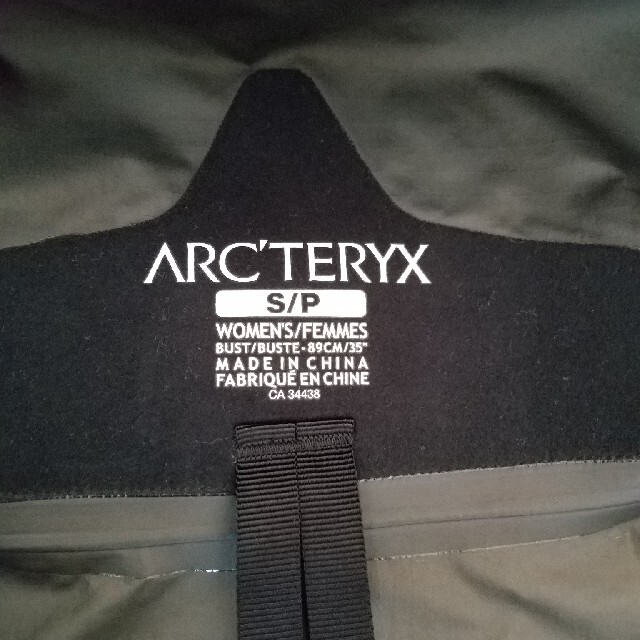 ARC'TERYX
S/P
WOMEN'S/FEMMES
BUST/BUSTE•89CM/35"
MADE IN CHINA
FABRIQUÉ EN CHINE
CA 34438